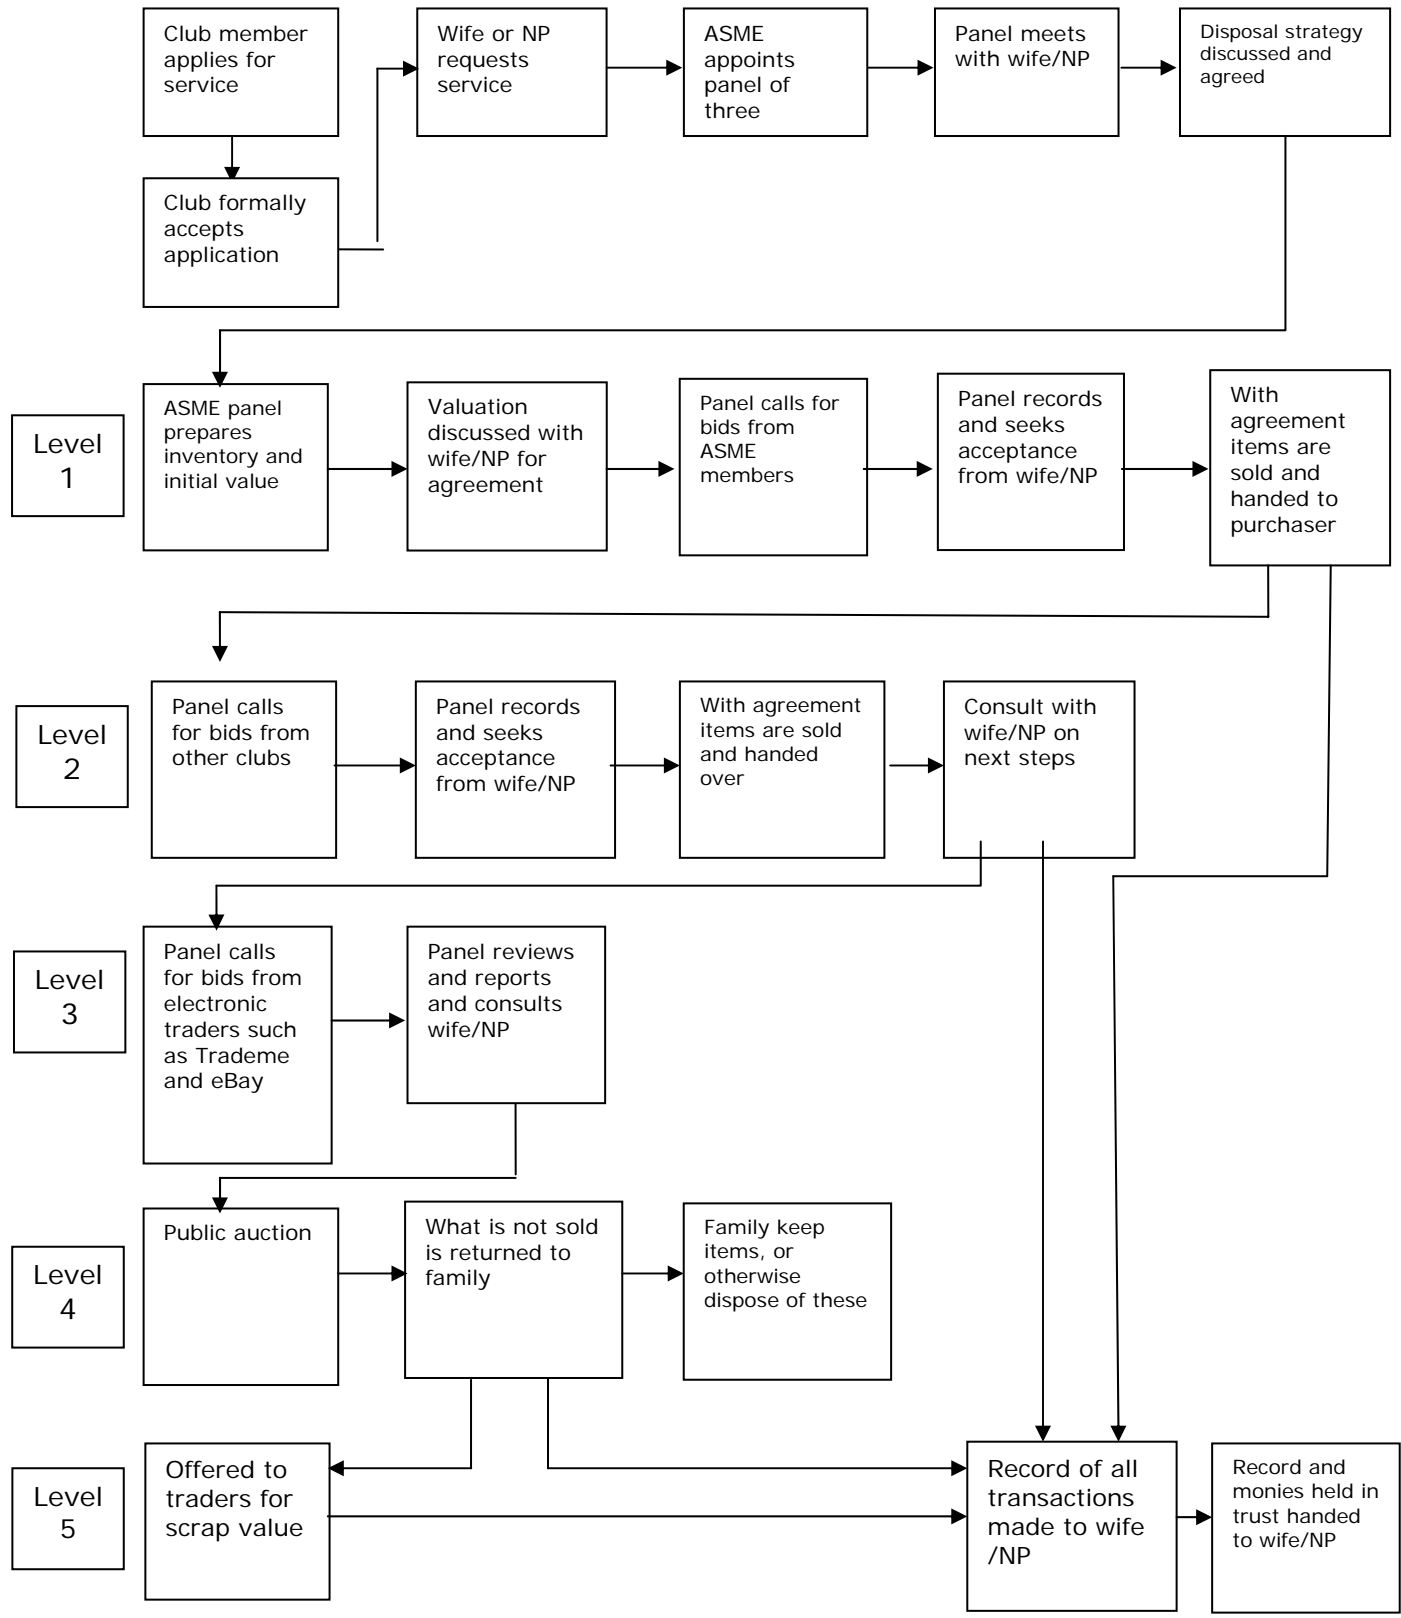 Club member
applies for
service
Wife or NP
requests
service
ASME
appoints
panel of
three
Panel meets
with wife/NP
Disposal strategy
discussed and
agreed
Club formally
accepts
application
Level
1
ASME panel
prepares
inventory and
initial value
Valuation
discussed with
wife/NP for
agreement
Panel calls for
bids from
ASME
members
Panel records
and seeks
acceptance
from wife/NP
With
agreement
items are
sold and
handed to
purchaser
Level
2
Panel calls
for bids from
other clubs
Panel records
and seeks
acceptance
from wife/NP
With agreement
items are sold
and handed
over
Consult with
wife/NP on
next steps
Level
3
Panel calls
for bids from
electronic
traders such
as Trademe
and eBay
Panel reviews
and reports
and consults
wife/NP
Level
4
Public auction
What is not sold
is returned to
family
Family keep
items, or
otherwise
dispose of these
Level
5
Offered to
traders for
scrap value
Record of all
transactions
made to wife
/NP
Record and
monies held in
trust handed
to wife/NP